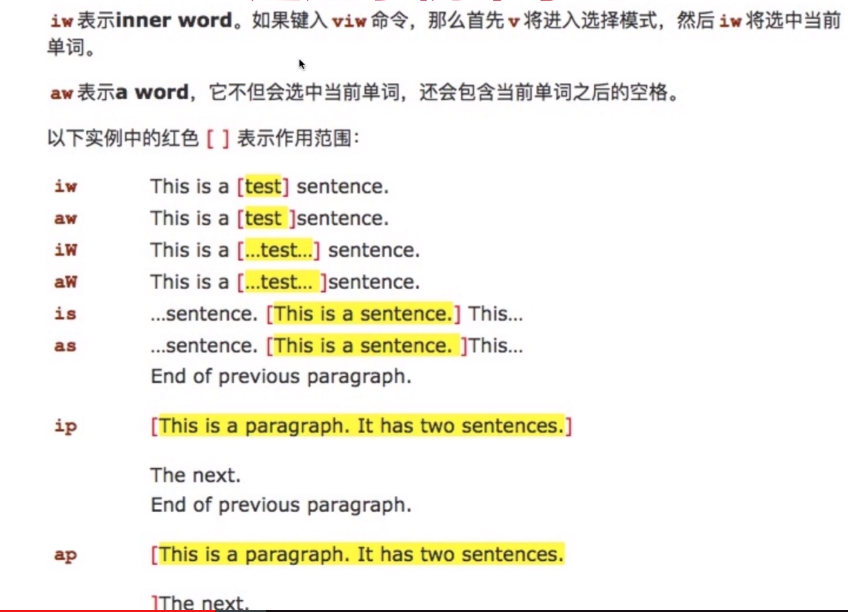 iw 表示inner word。如果键入 viw 命令，那么首先 v 将进入选择模式，然后 iw 将选中当前
单词。
aw 表示a word，它不但会选中当前单词，还会包含当前单词之后的空格。
以下实例中的红色 [ ] 表示作用范围：
iw This is a [test] sentence.
aw This is a [test ]sentence.
iW This is a [...test...] sentence.
aW This is a [...test... ]sentence.
is ...sentence. [This is a sentence.] This...
as ...sentence. [This is a sentence. ]This...
End of previous paragraph.
ip [This is a paragraph. It has two sentences.]
The next.
End of previous paragraph.
ap [This is a paragraph. It has two sentences.
]The next.